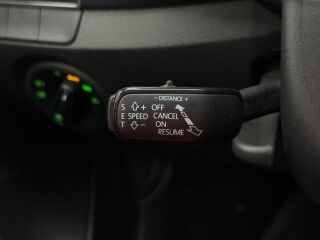 − DISTANCE +
S ⇧ + OFF
E SPEED CANCEL
T ⇩ − ON
RESUME